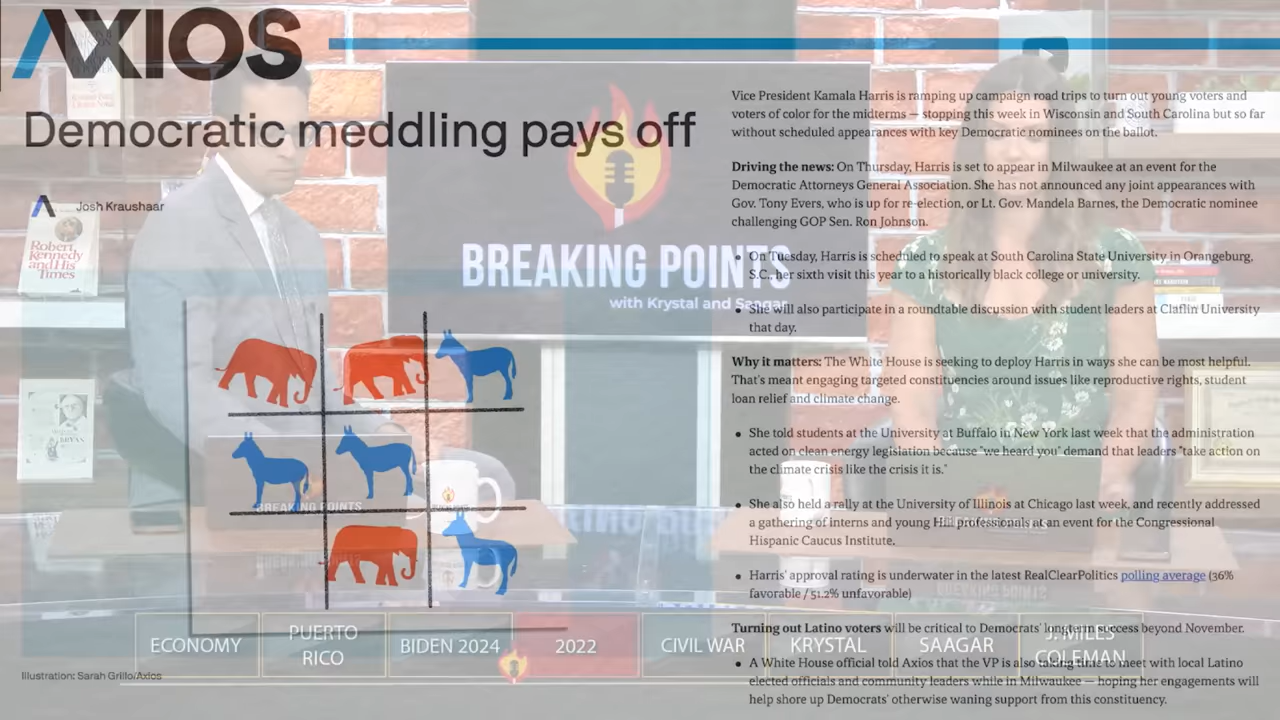 AXIOS
Democratic meddling pays off
Josh Kraushaar
Robert
Kennedy
and His
Times
BRYAN
BREAKING POINTS
with Krystal and Saagar
BREAKING POINTS
Illustration: Sarah Grillo/Axios
Vice President Kamala Harris is ramping up campaign road trips to turn out young voters and
voters of color for the midterms — stopping this week in Wisconsin and South Carolina but so far
without scheduled appearances with key Democratic nominees on the ballot.
Driving the news: On Thursday, Harris is set to appear in Milwaukee at an event for the
Democratic Attorneys General Association. She has not announced any joint appearances with
Gov. Tony Evers, who is up for re-election, or Lt. Gov. Mandela Barnes, the Democratic nominee
challenging GOP Sen. Ron Johnson.
• On Tuesday, Harris is scheduled to speak at South Carolina State University in Orangeburg,
S.C., her sixth visit this year to a historically black college or university.
• She will also participate in a roundtable discussion with student leaders at Claflin University
that day.
Why it matters: The White House is seeking to deploy Harris in ways she can be most helpful.
That's meant engaging targeted constituencies around issues like reproductive rights, student
loan relief and climate change.
• She told students at the University at Buffalo in New York last week that the administration
acted on clean energy legislation because "we heard you" demand that leaders "take action on
the climate crisis like the crisis it is."
• She also held a rally at the University of Illinois at Chicago last week, and recently addressed
a gathering of interns and young Hill professionals at an event for the Congressional
Hispanic Caucus Institute.
• Harris' approval rating is underwater in the latest RealClearPolitics polling average (36%
favorable / 51.2% unfavorable)
Turning out Latino voters will be critical to Democrats' long-term success beyond November.
• A White House official told Axios that the VP is also taking time to meet with local Latino
elected officials and community leaders while in Milwaukee — hoping her engagements will
help shore up Democrats' otherwise waning support from this constituency.
ECONOMY
PUERTO
RICO
BIDEN 2024
2022
CIVIL WAR
KRYSTAL
SAAGAR
J. MILES
COLEMAN